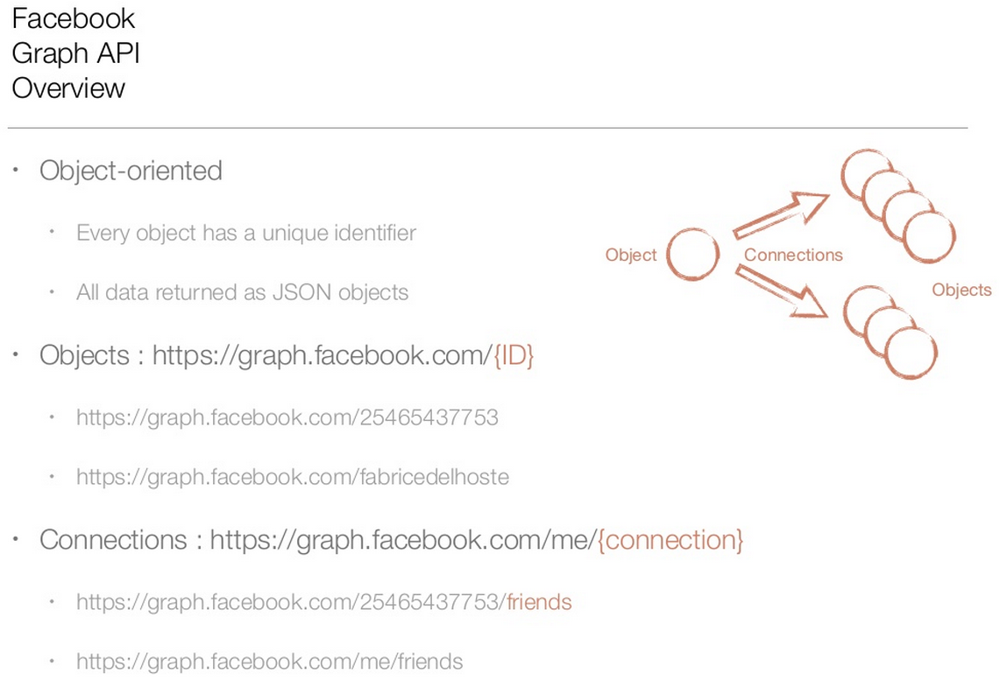 Facebook
Graph API
Overview
• Object-oriented
• Every object has a unique identifier
• All data returned as JSON objects
• Objects : https://graph.facebook.com/{ID}
• https://graph.facebook.com/25465437753
• https://graph.facebook.com/fabricedelhoste
• Connections : https://graph.facebook.com/me/{connection}
• https://graph.facebook.com/25465437753/friends
• https://graph.facebook.com/me/friends
Object
Connections
Objects